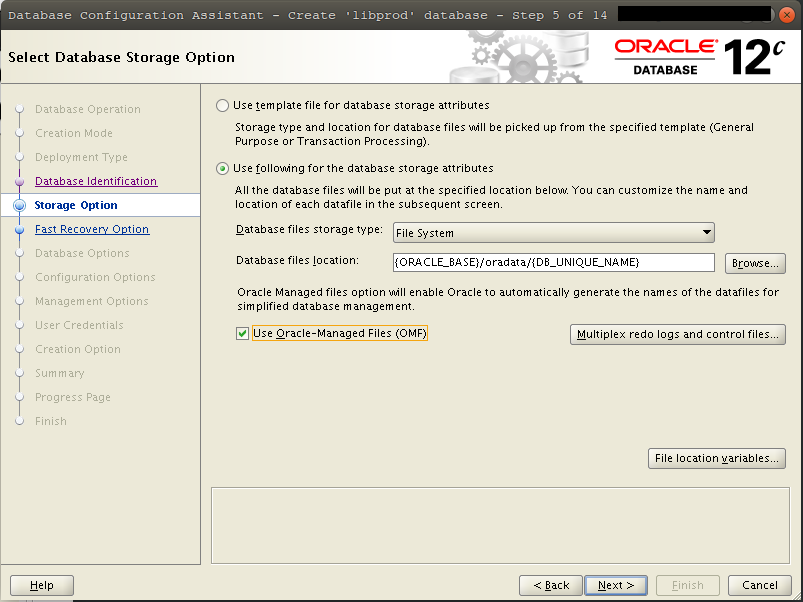 Database Configuration Assistant - Create 'libprod' database - Step 5 of 14
Select Database Storage Option
ORACLE
DATABASE
12c
Database Operation
Creation Mode
Deployment Type
Database Identification
Storage Option
Fast Recovery Option
Database Options
Configuration Options
Management Options
User Credentials
Creation Option
Summary
Progress Page
Finish
Use template file for database storage attributes
Storage type and location for database files will be picked up from the specified template (General
Purpose or Transaction Processing).
Use following for the database storage attributes
All the database files will be put at the specified location below. You can customize the name and
location of each datafile in the subsequent screen.
Database files storage type: File System
Database files location: {ORACLE_BASE}/oradata/{DB_UNIQUE_NAME} Browse...
Oracle Managed files option will enable Oracle to automatically generate the names of the datafiles for
simplified database management.
Use Oracle-Managed Files (OMF) Multiplex redo logs and control files...
File location variables...
Help < Back Next > Finish Cancel